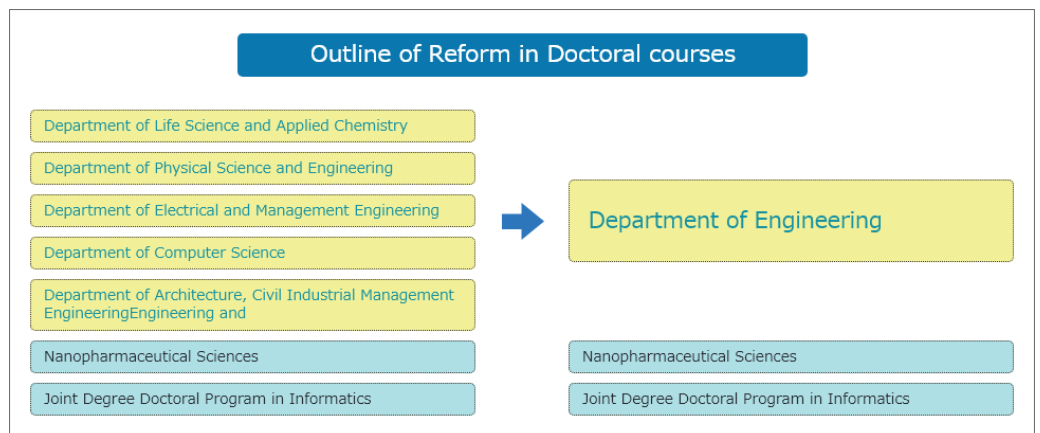 Outline of Reform in Doctoral courses
Department of Life Science and Applied Chemistry
Department of Physical Science and Engineering
Department of Electrical and Management Engineering
Department of Computer Science
Department of Architecture, Civil Industrial Management
EngineeringEngineering and
Nanopharmaceutical Sciences
Joint Degree Doctoral Program in Informatics
Department of Engineering
Nanopharmaceutical Sciences
Joint Degree Doctoral Program in Informatics